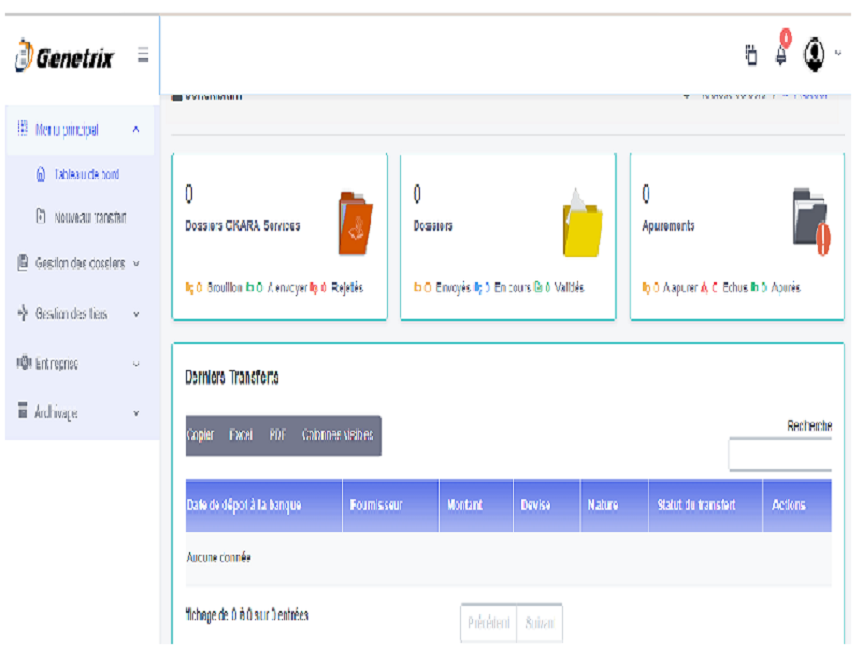 Genetrix
0
Menu principal
Tableau de bord
Nouveau transfert
Gestion des dossiers
Gestion des tiers
Entreprise
Archivage
0
Dossiers CIKARA Services
0 Brouillon 0 A envoyer 0 Rejetés
0
Dossiers
0 Envoyés 0 En cours 0 Validés
0
Apurements
0 A apurer 0 Echus 0 Apurés
Derniers Transferts
Copier Excel PDF Colonnes visibles
Recherche
Date de dépot à la banque Fournisseur Montant Devise Nature Statut du transfert Actions
Aucune donnée
fichage de 0 à 0 sur 0 entrées
Précédent Suivant